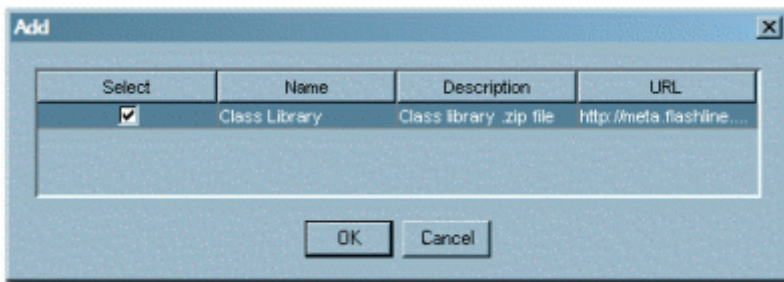 Add
Select Name Description URL
Class Library Class library .zip file http://meta.flashline....
OK Cancel